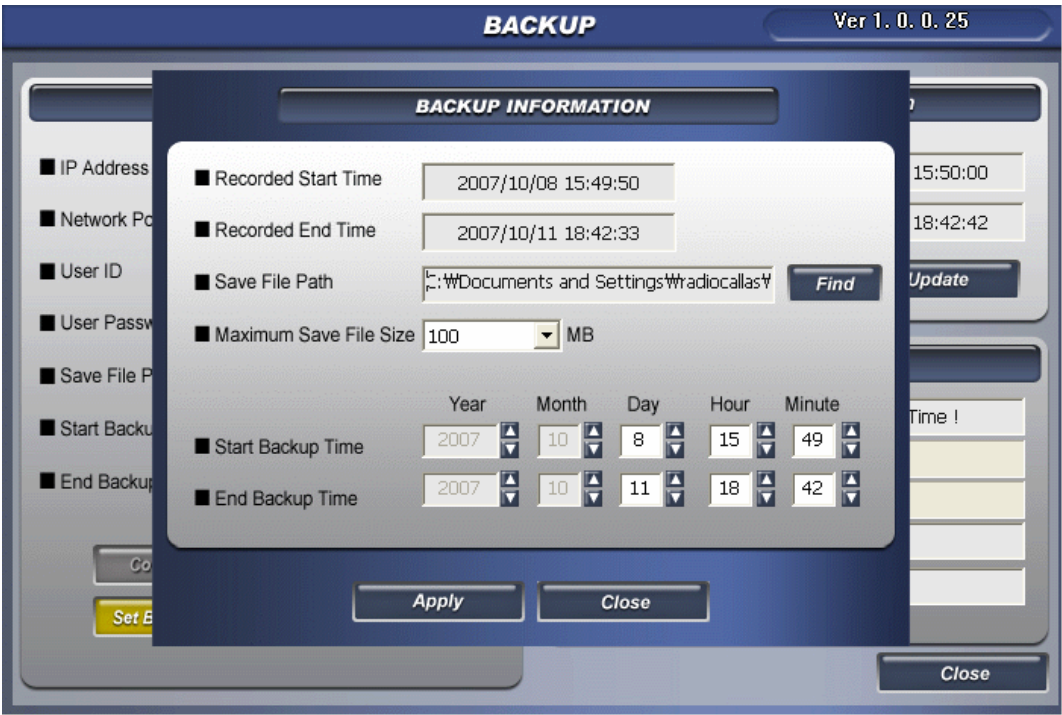 BACKUP
Ver 1. 0. 0. 25
BACKUP INFORMATION
IP Address
15:50:00
Network
18:42:42
User ID
Update
User
Save File
Start
Time !
End
Set
Recorded Start Time
2007/10/08 15:49:50
Recorded End Time
2007/10/11 18:42:33
Save File Path
C:₩Documents and Settings₩radiocallas₩
Find
Maximum Save File Size
100
MB
Year Month Day Hour Minute
Start Backup Time
2007 10 8 15 49
End Backup Time
2007 10 11 18 42
Apply
Close
Close